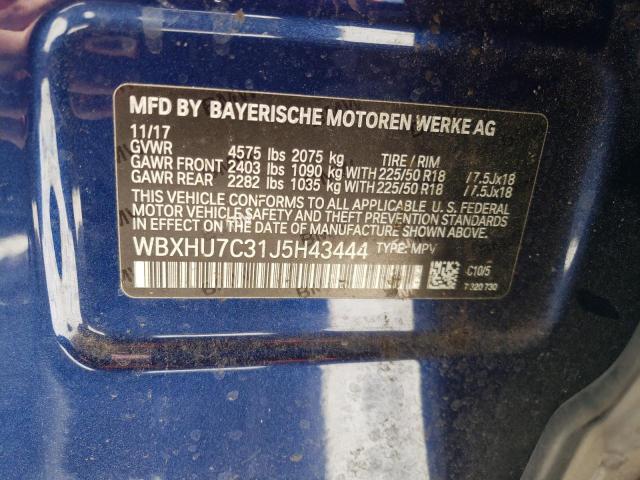 MFD BY BAYERISCHE MOTOREN WERKE AG
11/17
GVWR 4575 lbs 2075 kg TIRE / RIM
GAWR FRONT 2403 lbs 1090 kg WITH 225/50 R18 / 7.5Jx18
GAWR REAR 2282 lbs 1035 kg WITH 225/50 R18 / 7.5Jx18
THIS VEHICLE CONFORMS TO ALL APPLICABLE U. S. FEDERAL
MOTOR VEHICLE SAFETY AND THEFT PREVENTION STANDARDS
IN EFFECT ON THE DATE OF MANUFACTURE SHOWN ABOVE.
WBXHU7C31J5H43444 TYPE: MPV
C10/5
7 320 730